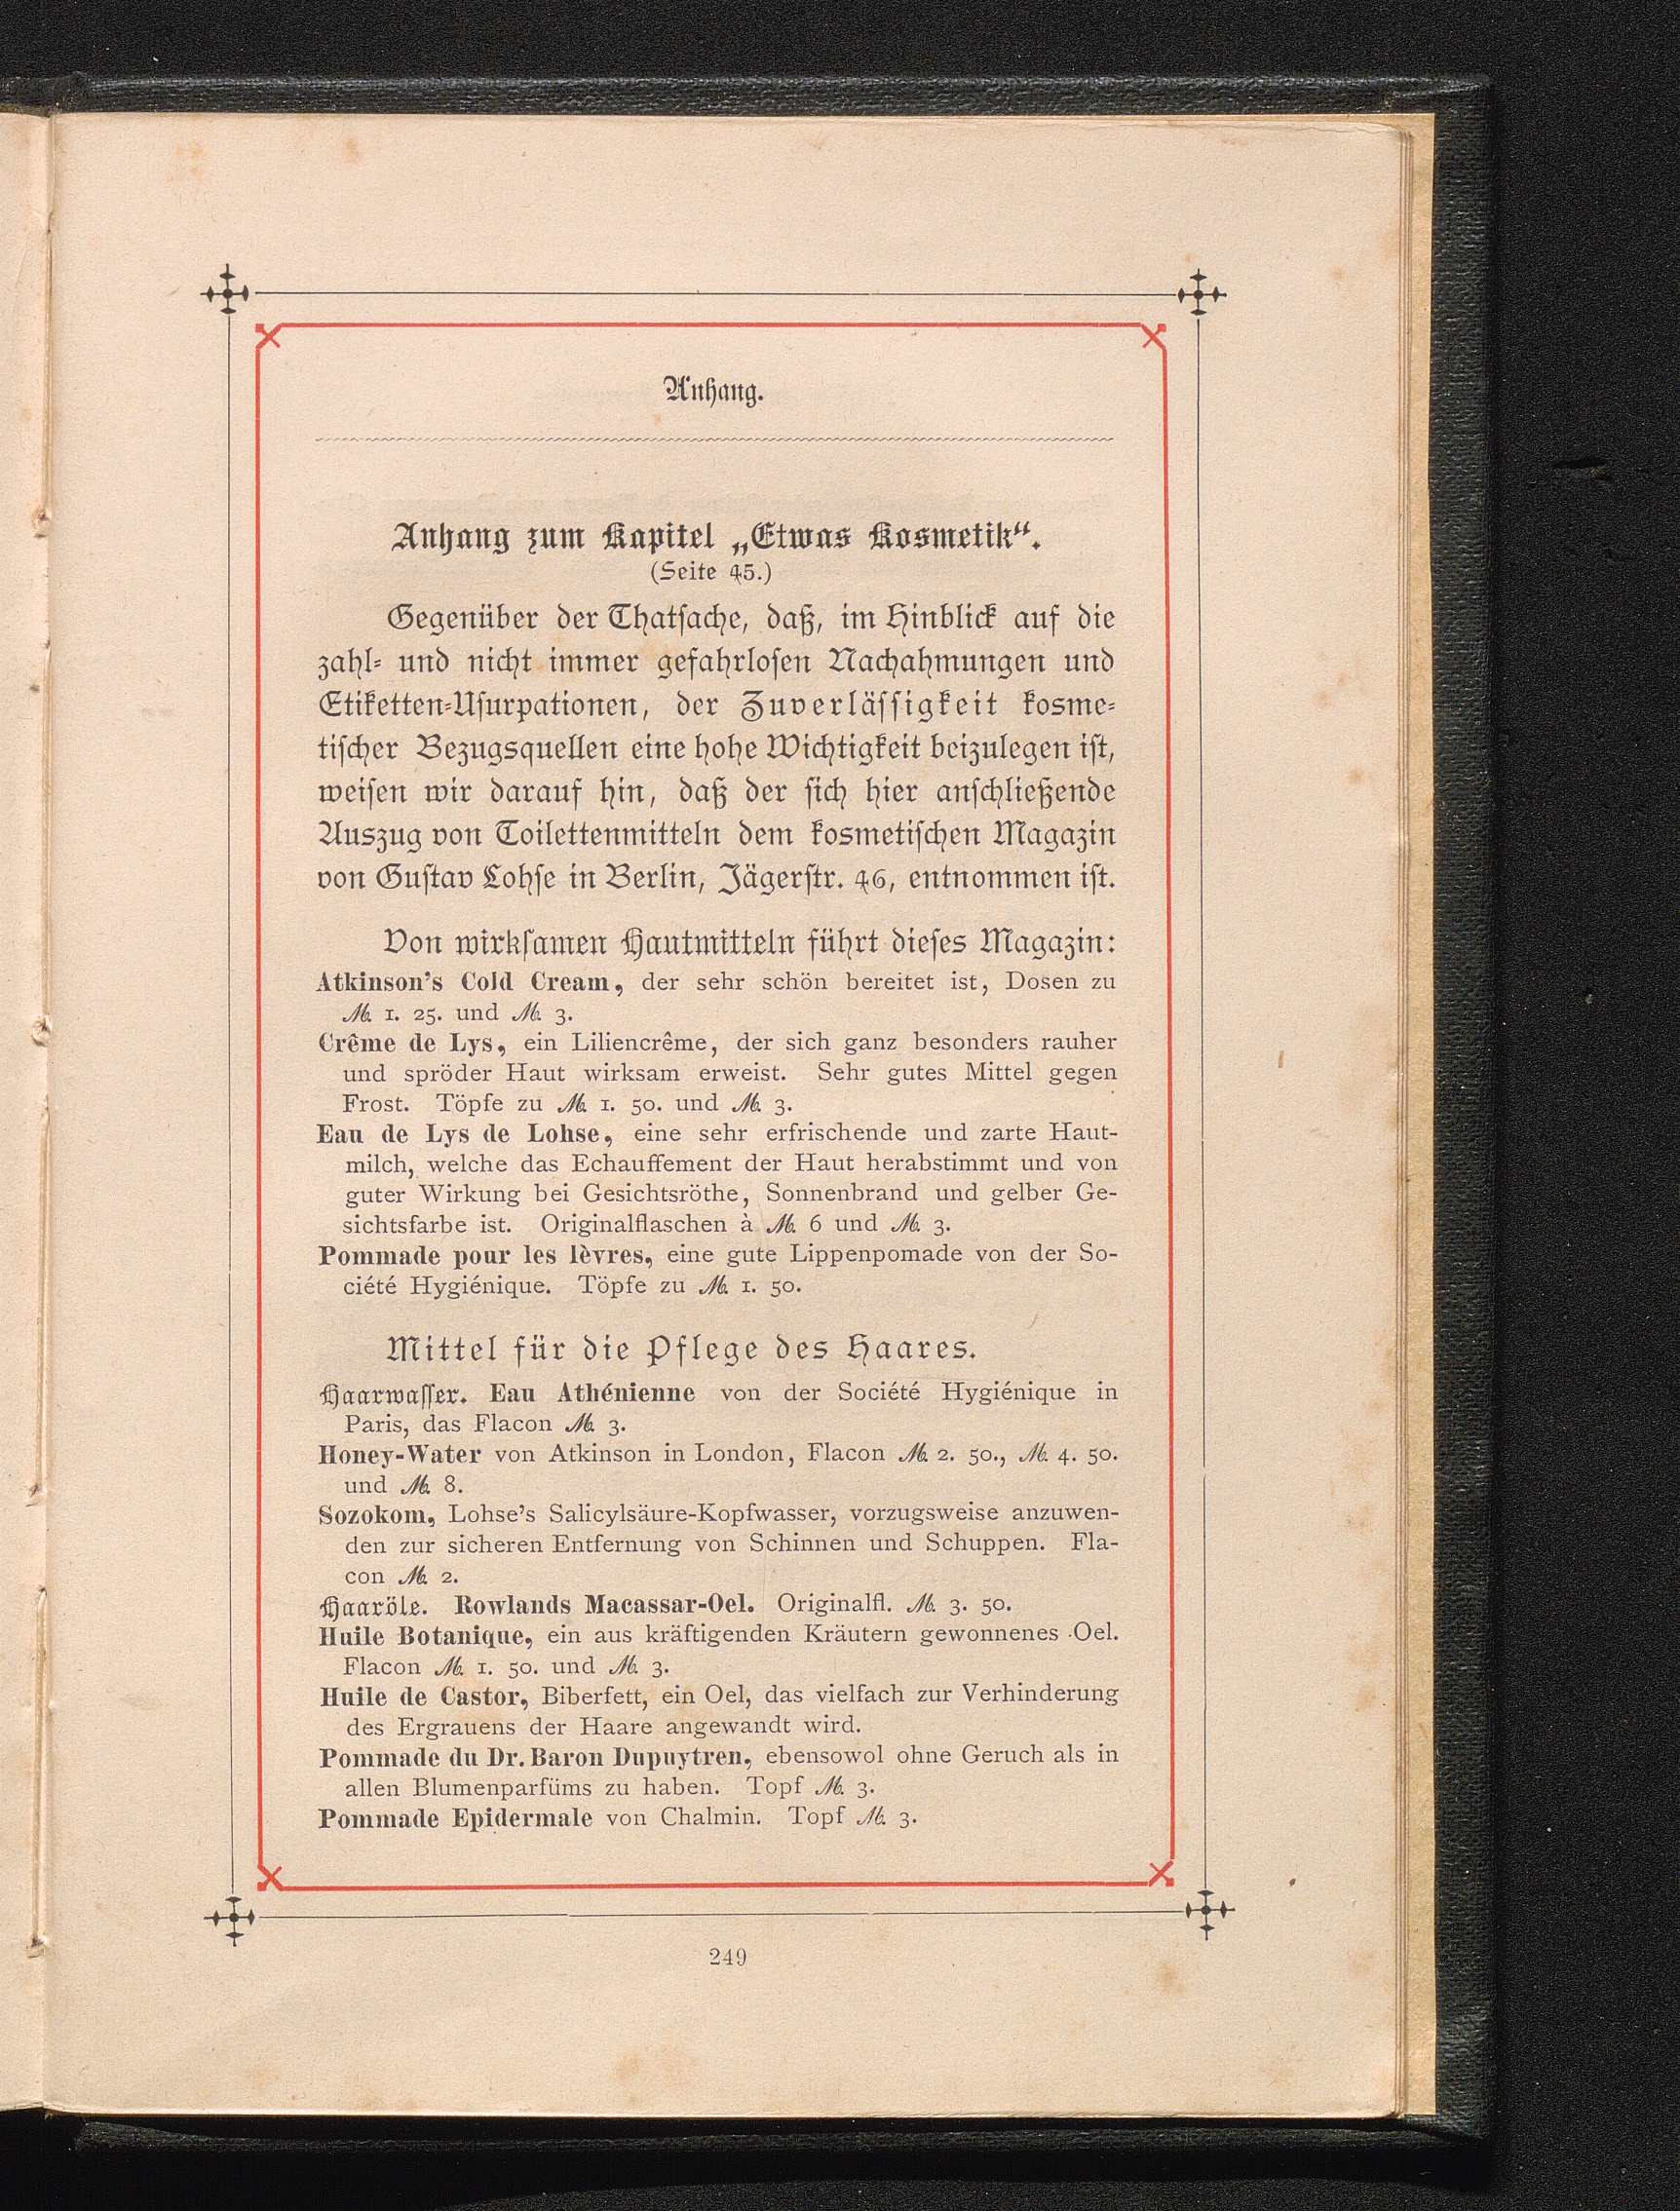 Anhang.
Anhang zum Kapitel „Etwas Kosmetik“.
(Seite 45.)
Gegenüber der Thatsache, daß, im Hinblick auf die
zahl- und nicht immer gefahrlosen Nachahmungen und
Etiketten-Usurpationen, der Zuverlässigkeit kosme-
tischer Bezugsquellen eine hohe Wichtigkeit beizulegen ist,
weisen wir darauf hin, daß der sich hier anschließende
Auszug von Toilettenmitteln dem kosmetischen Magazin
von Gustav Lohse in Berlin, Jägerstr. 46, entnommen ist.
Von wirksamen Hautmitteln führt dieses Magazin:
Atkinson's Cold Cream, der sehr schön bereitet ist, Dosen zu
M. 1. 25. und M. 3.
Crême de Lys, ein Liliencrême, der sich ganz besonders rauher
und spröder Haut wirksam erweist. Sehr gutes Mittel gegen
Frost. Töpfe zu M. 1. 50. und M. 3.
Eau de Lys de Lohse, eine sehr erfrischende und zarte Haut-
milch, welche das Echauffement der Haut herabstimmt und von
guter Wirkung bei Gesichtsröthe, Sonnenbrand und gelber Ge-
sichtsfarbe ist. Originalflaschen à M. 6 und M. 3.
Pommade pour les lèvres, eine gute Lippenpomade von der So-
ciété Hygiénique. Töpfe zu M. 1. 50.
Mittel für die Pflege des Haares.
Haarwasser. Eau Athénienne von der Société Hygiénique in
Paris, das Flacon M. 3.
Honey-Water von Atkinson in London, Flacon M. 2. 50., M. 4. 50.
und M. 8.
Sozokom, Lohse's Salicylsäure-Kopfwasser, vorzugsweise anzuwen-
den zur sicheren Entfernung von Schinnen und Schuppen. Fla-
con M. 2.
Haaröle. Rowlands Macassar-Oel. Originalfl. M. 3. 50.
Huile Botanique, ein aus kräftigenden Kräutern gewonnenes Oel.
Flacon M. 1. 50. und M. 3.
Huile de Castor, Biberfett, ein Oel, das vielfach zur Verhinderung
des Ergrauens der Haare angewandt wird.
Pommade du Dr. Baron Dupuytren, ebensowol ohne Geruch als in
allen Blumenparfüms zu haben. Topf M. 3.
Pommade Epidermale von Chalmin. Topf M. 3.
249